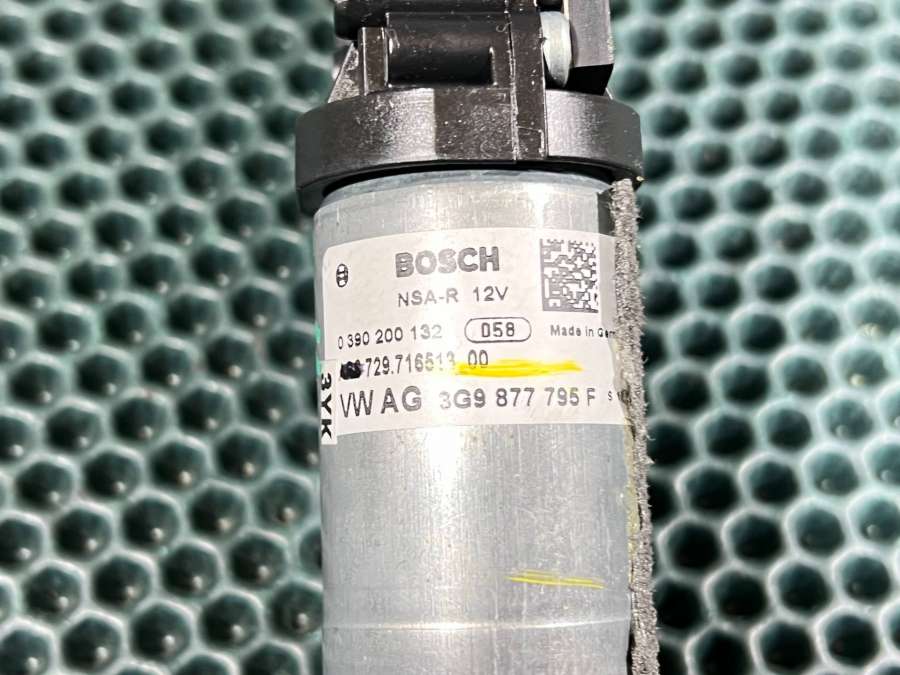 BOSCH
NSA-R 12V
0 390 200 132 058 Made in Ger
729.716513 00
VW AG 3G9 877 795 F S
3YK